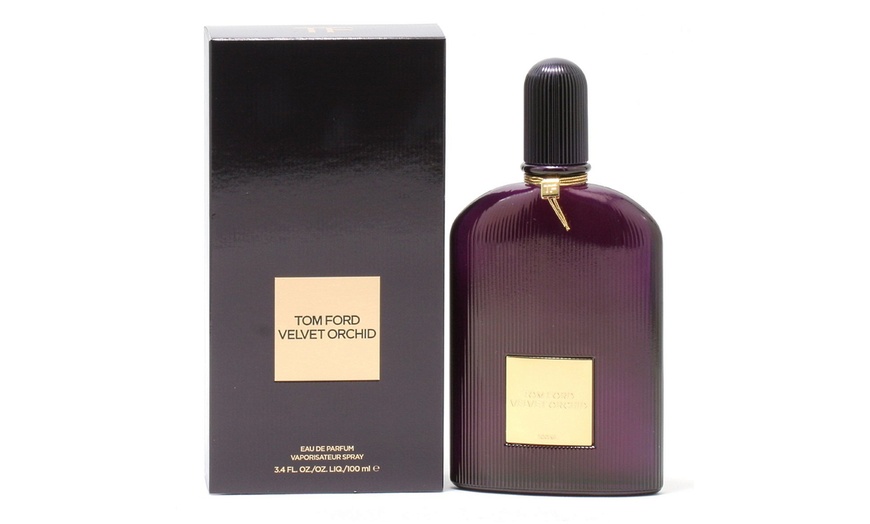 TOM FORD
VELVET ORCHID
EAU DE PARFUM
VAPORISATEUR SPRAY
3.4 FL. OZ./OZ. LIQ./100 ml ℮
TOM FORD
VELVET ORCHID